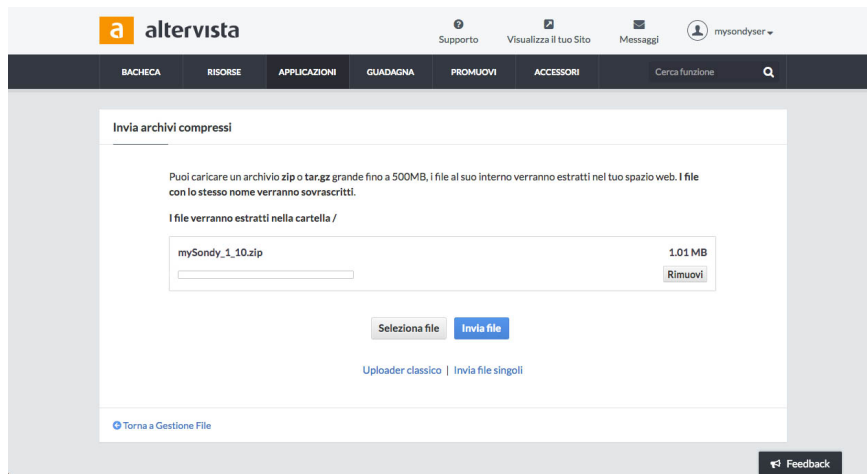 a altervista
Supporto
Visualizza il tuo Sito
Messaggi
mysondyser
BACHECA RISORSE APPLICAZIONI GUADAGNA PROMUOVI ACCESSORI Cerca funzione
Invia archivi compressi
Puoi caricare un archivio zip o tar.gz grande fino a 500MB, i file al suo interno verranno estratti nel tuo spazio web. I file
con lo stesso nome verranno sovrascritti.
I file verranno estratti nella cartella /
mySondy_1_10.zip 1.01 MB
Rimuovi
Seleziona file Invia file
Uploader classico | Invia file singoli
Torna a Gestione File
Feedback